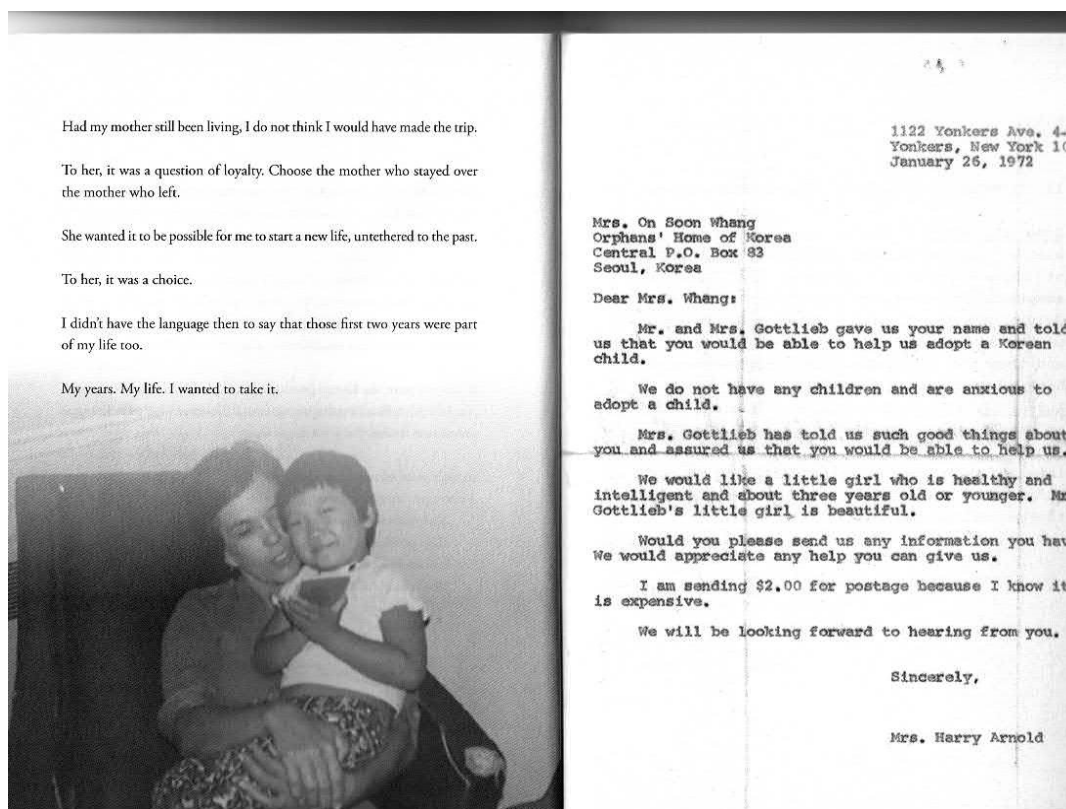 Had my mother still been living, I do not think I would have made the trip.
To her, it was a question of loyalty. Choose the mother who stayed over
the mother who left.
She wanted it to be possible for me to start a new life, untethered to the past.
To her, it was a choice.
I didn't have the language then to say that those first two years were part
of my life too.
My years. My life. I wanted to take it.
1122 Yonkers Ave.
Yonkers, New York
January 26, 1972
Mrs. On Soon Whang
Orphans' Home of Korea
Central P.O. Box 83
Seoul, Korea
Dear Mrs. Whang:
Mr. and Mrs. Gottlieb gave us your name and told
us that you would be able to help us adopt a Korean
child.
We do not have any children and are anxious to
adopt a child.
Mrs. Gottlieb has told us such good things about
you and assured us that you would be able to help us.
We would like a little girl who is healthy and
intelligent and about three years old or younger.
Gottlieb's little girl is beautiful.
Would you please send us any information you
We would appreciate any help you can give us.
I am sending $2.00 for postage because I know it
is expensive.
We will be looking forward to hearing from you.
Sincerely,
Mrs. Harry Arnold